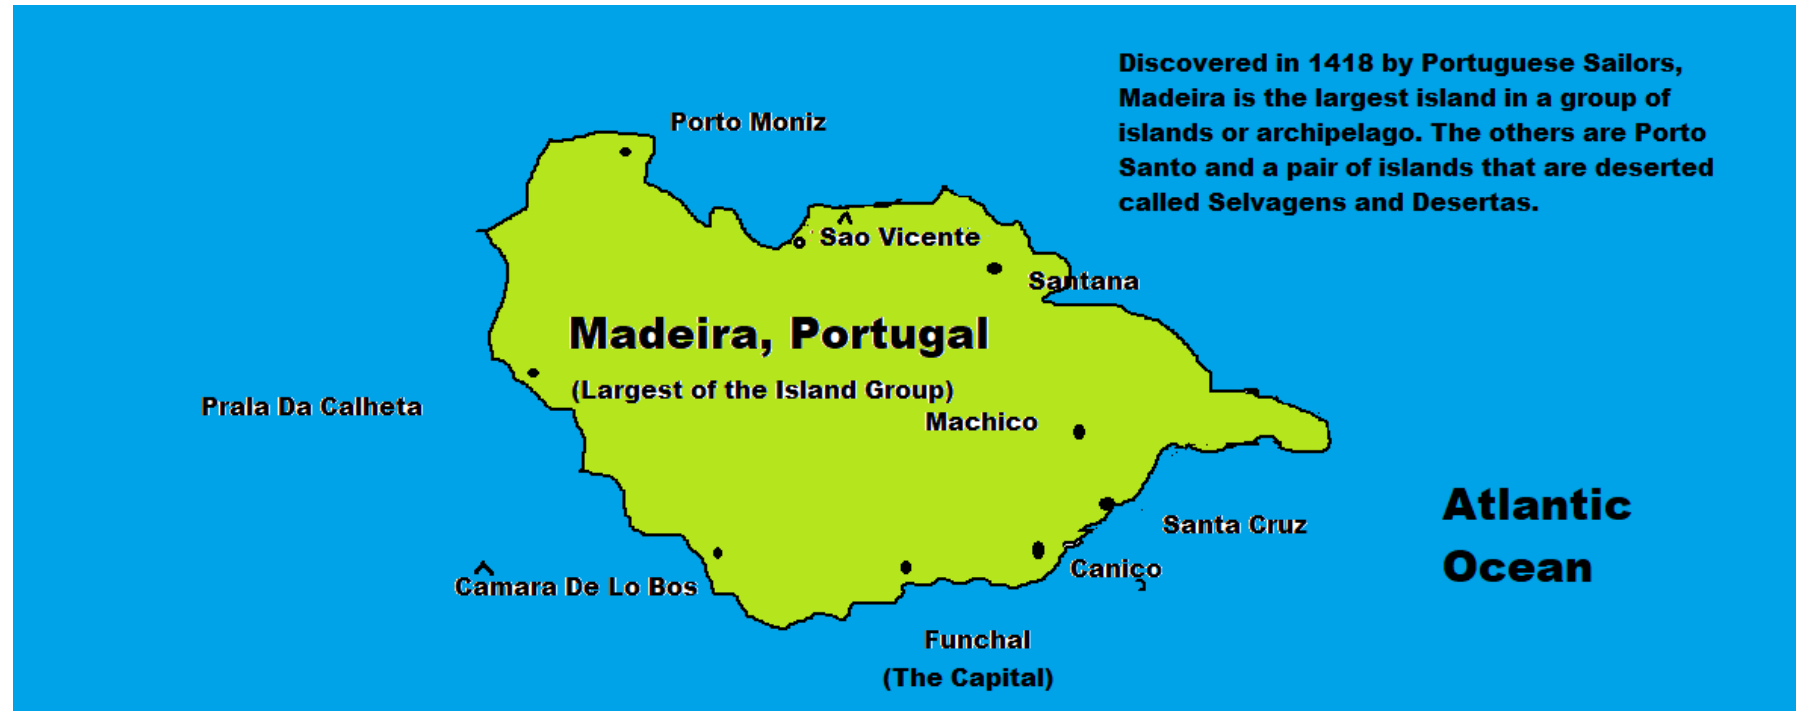 Discovered in 1418 by Portuguese Sailors,
Madeira is the largest island in a group of
islands or archipelago. The others are Porto
Santo and a pair of islands that are deserted
called Selvagens and Desertas.
Porto Moniz
Sâo Vicente
Santana
Madeira, Portugal
(Largest of the Island Group)
Prala Da Calheta
Machico
Santa Cruz
Atlantic
Ocean
Caniço
Câmara De Lo Bos
Funchal
(The Capital)